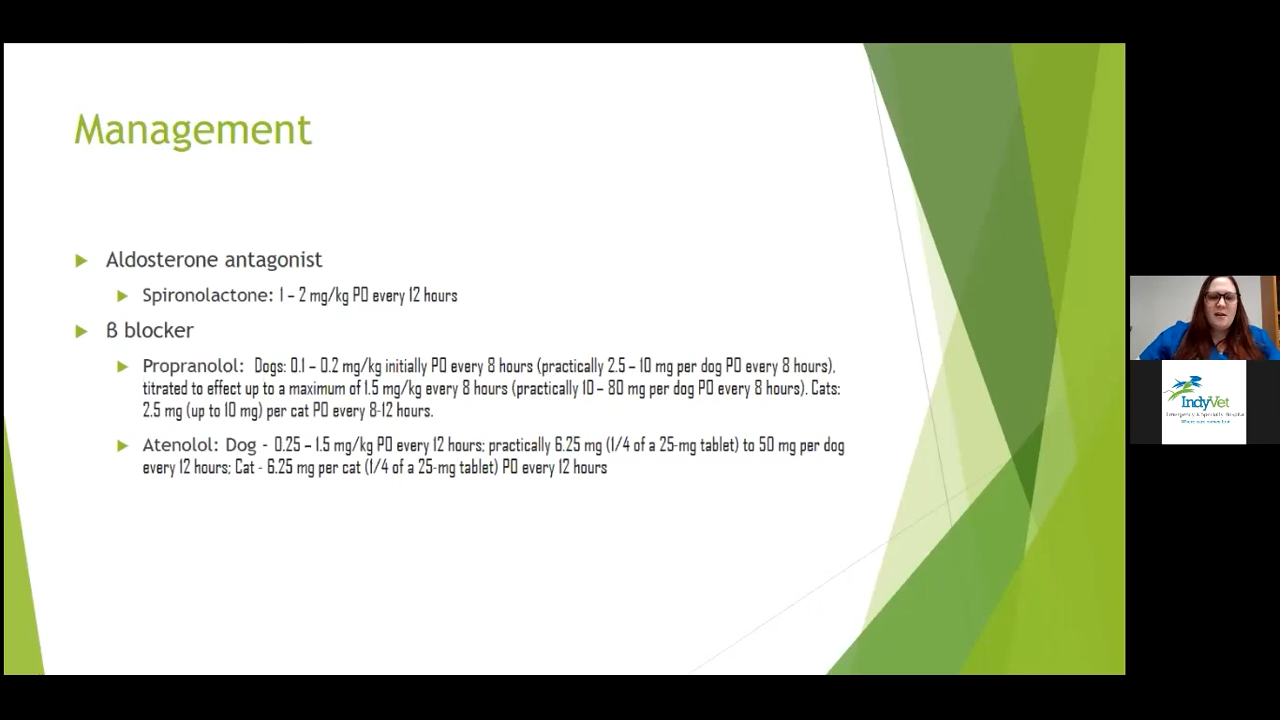 Management
Aldosterone antagonist
Spironolactone: 1 – 2 mg/kg PO every 12 hours
ß blocker
Propranolol: Dogs: 0.1 – 0.2 mg/kg initially PO every 8 hours (practically 2.5 – 10 mg per dog PO every 8 hours),
titrated to effect up to a maximum of 1.5 mg/kg every 8 hours (practically 10 – 80 mg per dog PO every 8 hours). Cats:
2.5 mg (up to 10 mg) per cat PO every 8-12 hours.
Atenolol: Dog - 0.25 – 1.5 mg/kg PO every 12 hours; practically 6.25 mg (1/4 of a 25-mg tablet) to 50 mg per dog
every 12 hours; Cat - 6.25 mg per cat (1/4 of a 25-mg tablet) PO every 12 hours
IndyVet
Emergency & Specialty Hospital